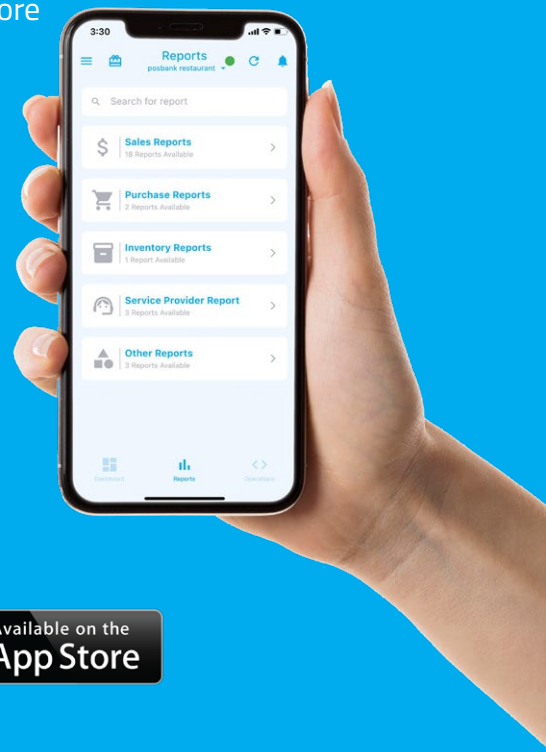 ore
3:30
Reports
posbank restaurant
Search for report
Sales Reports
18 Reports Available
Purchase Reports
2 Reports Available
Inventory Reports
1 Report Available
Service Provider Report
3 Reports Available
Other Reports
3 Reports Available
Dashboard
Reports
Operations
Available on the
App Store